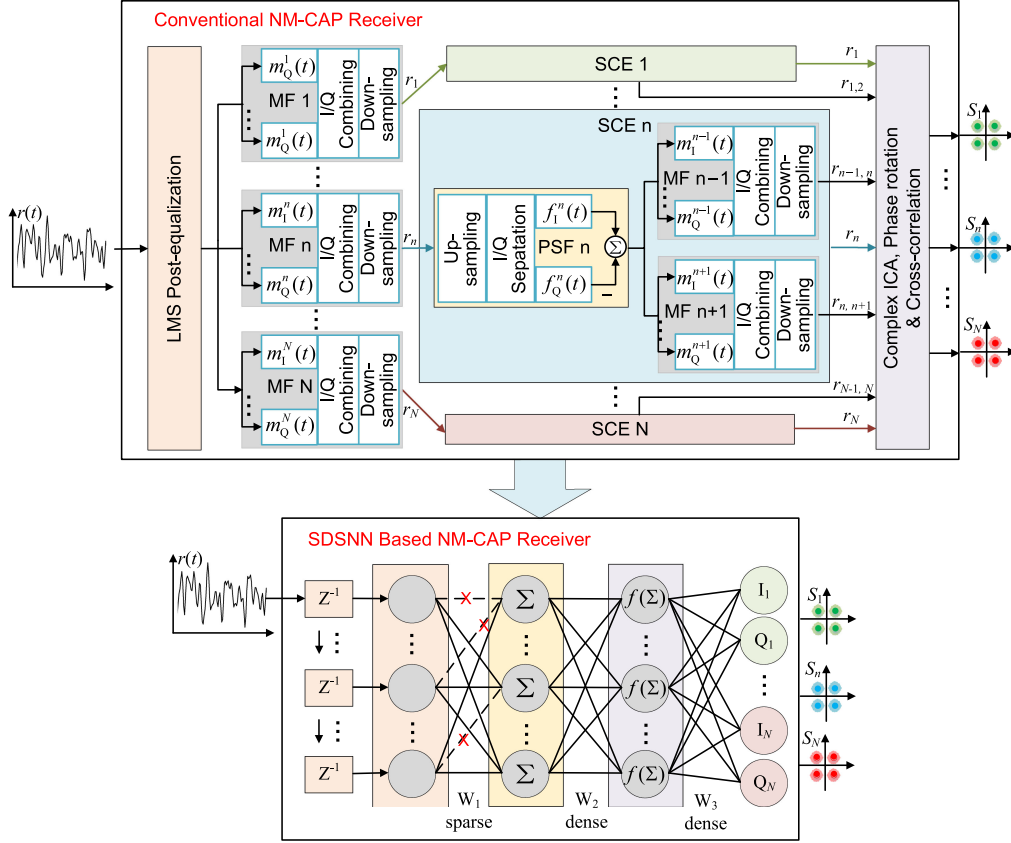 Conventional NM-CAP Receiver
r(t)
LMS Post-equalization
m_Q^1(t)
MF 1
m_Q^1(t)
I/Q Combining
Down-sampling
r_1
SCE 1
r_1
r_{1,2}
m_I^n(t)
MF n
m_Q^n(t)
I/Q Combining
Down-sampling
r_n
SCE n
Up-sampling
I/Q Sepatation
f_I^n(t)
PSF n
f_Q^n(t)
Σ
−
m_I^{n-1}(t)
MF n−1
m_Q^{n-1}(t)
I/Q Combining
Down-sampling
r_{n-1, n}
r_n
m_I^{n+1}(t)
MF n+1
m_Q^{n+1}(t)
I/Q Combining
Down-sampling
r_{n, n+1}
m_I^N(t)
MF N
m_Q^N(t)
I/Q Combining
Down-sampling
r_N
SCE N
r_{N-1, N}
r_N
Complex ICA, Phase rotation
& Cross-correlation
S_1
S_n
S_N
SDSNN Based NM-CAP Receiver
r(t)
Z^{-1}
Z^{-1}
Z^{-1}
X
X
X
Σ
Σ
Σ
f(Σ)
f(Σ)
f(Σ)
I_1
Q_1
I_N
Q_N
W_1
sparse
W_2
dense
W_3
dense
S_1
S_n
S_N